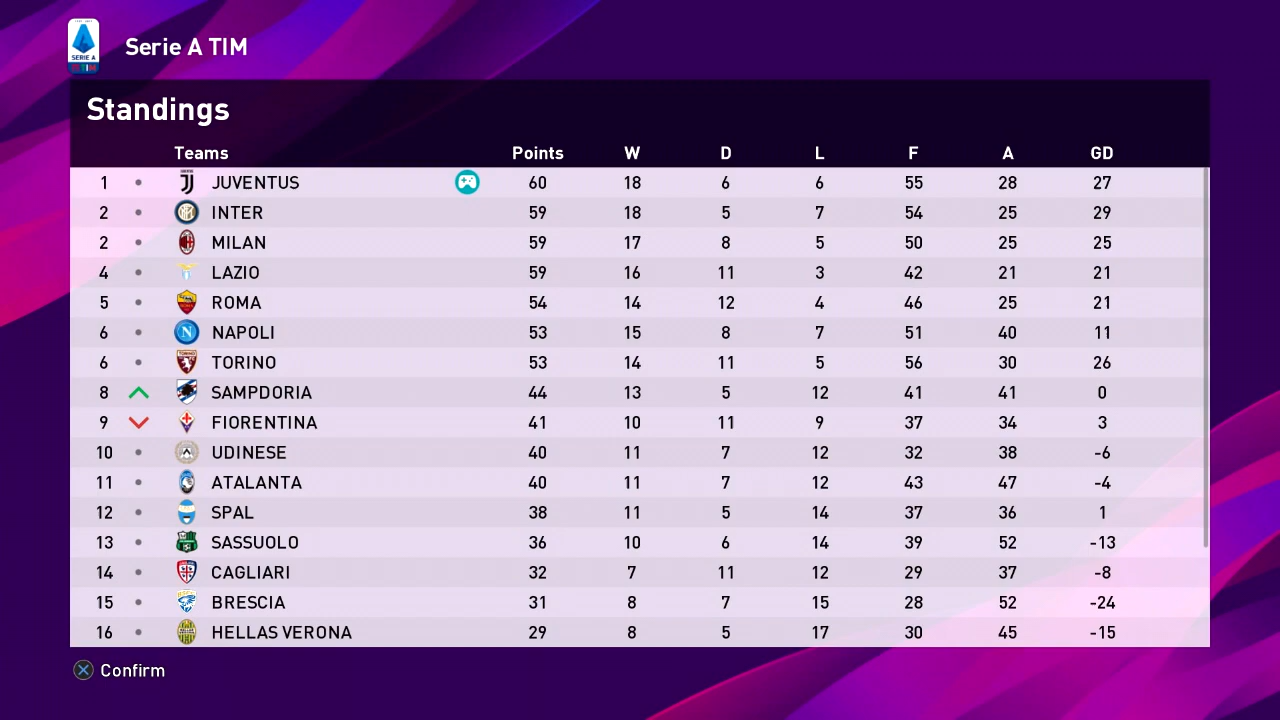 SERIE A
TIM
Serie A TIM
Standings
Teams Points W D L F A GD
1 JUVENTUS 60 18 6 6 55 28 27
2 INTER 59 18 5 7 54 25 29
2 MILAN 59 17 8 5 50 25 25
4 LAZIO 59 16 11 3 42 21 21
5 ROMA 54 14 12 4 46 25 21
6 NAPOLI 53 15 8 7 51 40 11
6 TORINO 53 14 11 5 56 30 26
8 SAMPDORIA 44 13 5 12 41 41 0
9 FIORENTINA 41 10 11 9 37 34 3
10 UDINESE 40 11 7 12 32 38 -6
11 ATALANTA 40 11 7 12 43 47 -4
12 SPAL 38 11 5 14 37 36 1
13 SASSUOLO 36 10 6 14 39 52 -13
14 CAGLIARI 32 7 11 12 29 37 -8
15 BRESCIA 31 8 7 15 28 52 -24
16 HELLAS VERONA 29 8 5 17 30 45 -15
Confirm